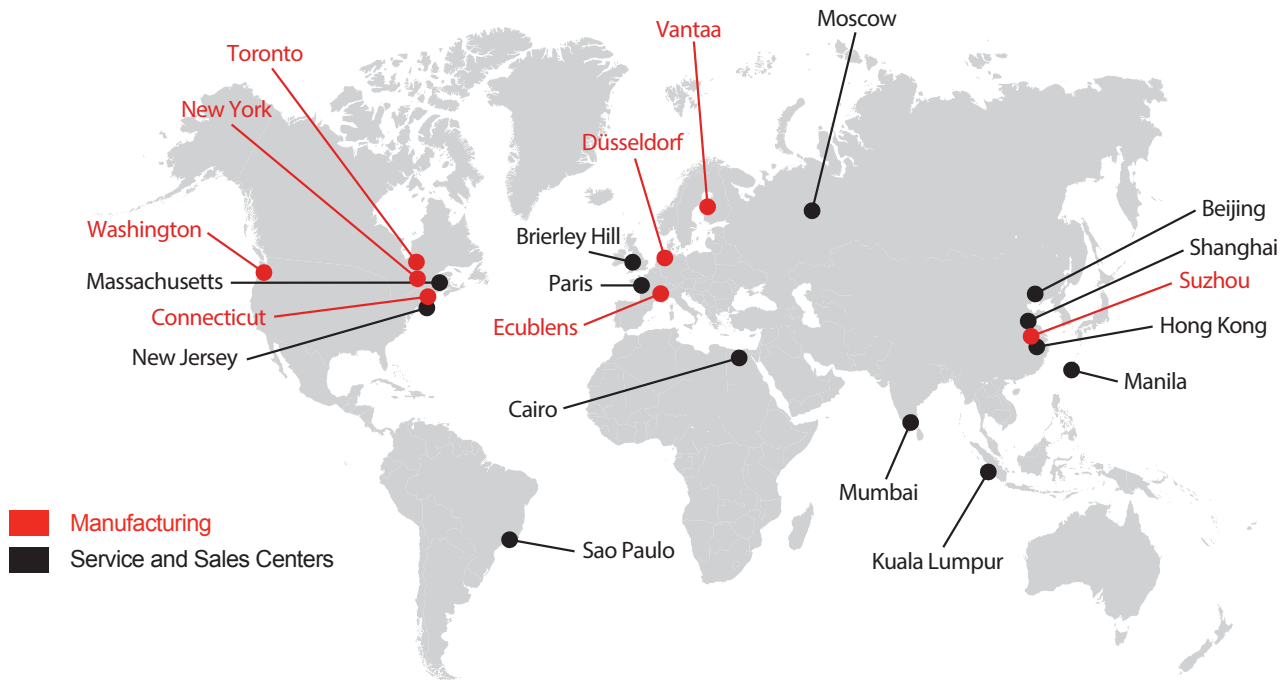 Moscow
Vantaa
Toronto
New York
Düsseldorf
Beijing
Washington
Brierley Hill
Shanghai
Massachusetts
Paris
Suzhou
Connecticut
Ecublens
Hong Kong
New Jersey
Manila
Cairo
Mumbai
Manufacturing
Sao Paulo
Service and Sales Centers
Kuala Lumpur